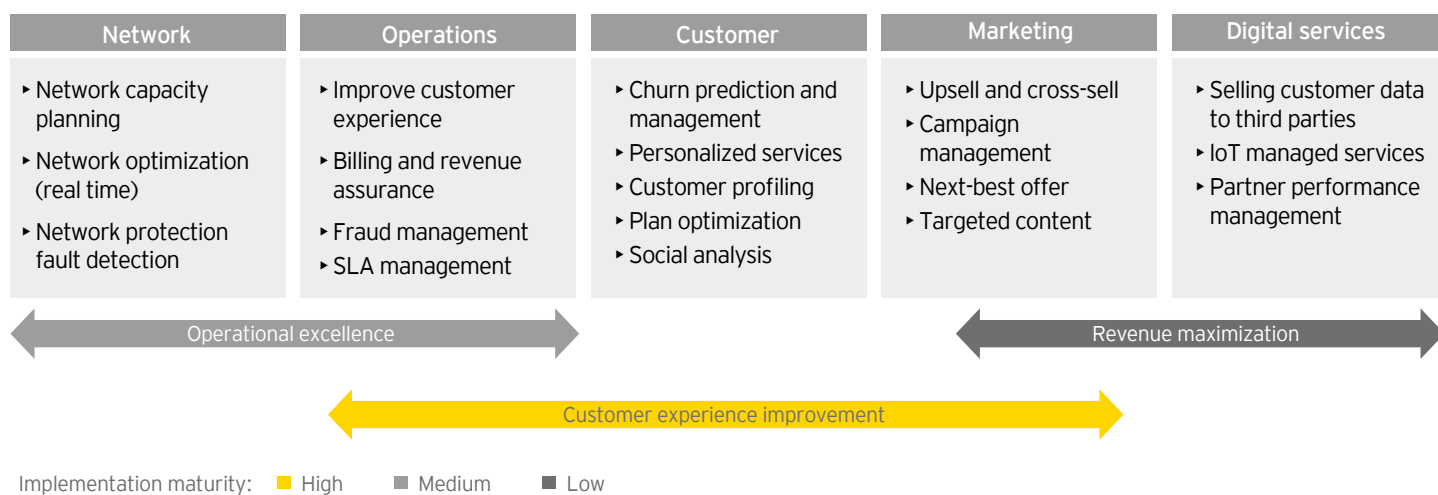 Network
Operations
Customer
Marketing
Digital services
‣ Network capacity
planning
‣ Network optimization
(real time)
‣ Network protection
fault detection
‣ Improve customer
experience
‣ Billing and revenue
assurance
‣ Fraud management
‣ SLA management
‣ Churn prediction and
management
‣ Personalized services
‣ Customer profiling
‣ Plan optimization
‣ Social analysis
‣ Upsell and cross-sell
‣ Campaign
management
‣ Next-best offer
‣ Targeted content
‣ Selling customer data
to third parties
‣ IoT managed services
‣ Partner performance
management
Operational excellence
Revenue maximization
Customer experience improvement
Implementation maturity: High Medium Low